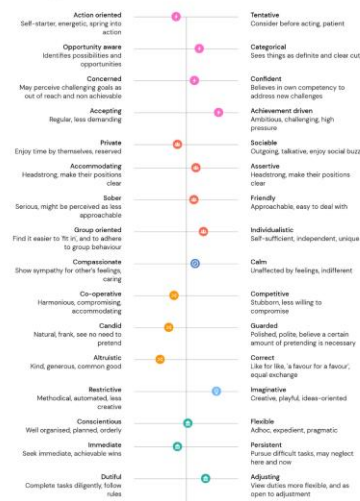 Action oriented
Self-starter, energetic, spring into
action
Tentative
Consider before acting, patient
Opportunity aware
Identifies possibilities and
opportunities
Categorical
Sees things as definite and clear cut
Concerned
May perceive challenging goals as
out of reach and non achievable
Confident
Believes in own competency to
address new challenges
Accepting
Regular, less demanding
Achievement driven
Ambitious, challenging, high
pressure
Private
Enjoy time by themselves, reserved
Sociable
Outgoing, talkative, enjoy social buzz
Accommodating
Headstrong, make their positions
clear
Assertive
Headstrong, make their positions
clear
Sober
Serious, might be perceived as less
approachable
Friendly
Approachable, easy to deal with
Group oriented
Find it easier to 'fit in', and to adhere
to group behaviour
Individualistic
Self-sufficient, independent, unique
Compassionate
Show sympathy for other's feelings,
caring
Calm
Unaffected by feelings, indifferent
Co-operative
Harmonious, compromising,
accommodating
Competitive
Stubborn, less willing to
compromise
Candid
Natural, frank, see no need to
pretend
Guarded
Polished, polite, believe a certain
amount of pretending is necessary
Altruistic
Kind, generous, common good
Correct
Like for like, 'a favour for a favour',
equal exchange
Restrictive
Methodical, automated, less
creative
Imaginative
Creative, playful, ideas-oriented
Conscientious
Well organised, planned, orderly
Flexible
Adhoc, expedient, pragmatic
Immediate
Seek immediate, achievable wins
Persistent
Pursue difficult tasks, may neglect
here and now
Dutiful
Complete tasks diligently, follow
rules
Adjusting
View duties more flexible, and as
open to adjustment